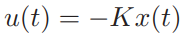 u(t) = −Kx(t)